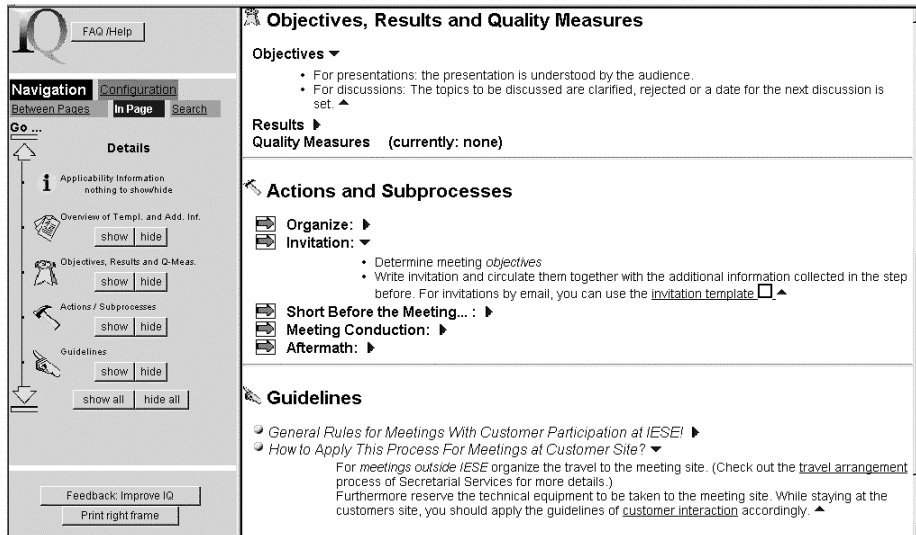 IQ
FAQ /Help
Navigation Configuration
Between Pages In Page Search
Go ...
Details
Applicability Information
nothing to show/hide
Overview of Templ. and Add. Inf.
show hide
Objectives, Results and Q-Meas.
show hide
Actions / Subprocesses
show hide
Guidelines
show hide
show all hide all
Feedback: Improve IQ
Print right frame
Objectives, Results and Quality Measures
Objectives
• For presentations: the presentation is understood by the audience.
• For discussions: The topics to be discussed are clarified, rejected or a date for the next discussion is
set.
Results
Quality Measures (currently: none)
Actions and Subprocesses
Organize:
Invitation:
• Determine meeting objectives
• Write invitation and circulate them together with the additional information collected in the step
before. For invitations by email, you can use the invitation template
Short Before the Meeting... :
Meeting Conduction:
Aftermath:
Guidelines
General Rules for Meetings With Customer Participation at IESE!
How to Apply This Process For Meetings at Customer Site?
For meetings outside IESE organize the travel to the meeting site. (Check out the travel arrangement
process of Secretarial Services for more details.)
Furthermore reserve the technical equipment to be taken to the meeting site. While staying at the
customers site, you should apply the guidelines of customer interaction accordingly.